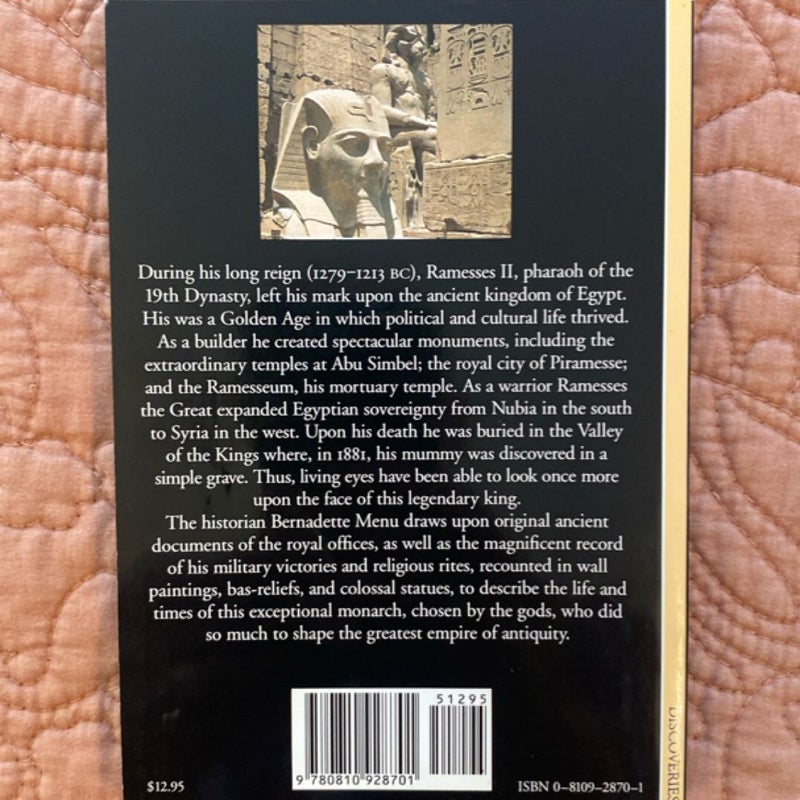 During his long reign (1279–1213 BC), Ramesses II, pharaoh of the
19th Dynasty, left his mark upon the ancient kingdom of Egypt.
His was a Golden Age in which political and cultural life thrived.
As a builder he created spectacular monuments, including the
extraordinary temples at Abu Simbel; the royal city of Piramesse;
and the Ramesseum, his mortuary temple. As a warrior Ramesses
the Great expanded Egyptian sovereignty from Nubia in the south
to Syria in the west. Upon his death he was buried in the Valley
of the Kings where, in 1881, his mummy was discovered in a
simple grave. Thus, living eyes have been able to look once more
upon the face of this legendary king.
The historian Bernadette Menu draws upon original ancient
documents of the royal offices, as well as the magnificent record
of his military victories and religious rites, recounted in wall
paintings, bas-reliefs, and colossal statues, to describe the life and
times of this exceptional monarch, chosen by the gods, who did
so much to shape the greatest empire of antiquity.
51295
9 780810 928701
$12.95
ISBN 0–8109–2870–1
DISCOVERIES